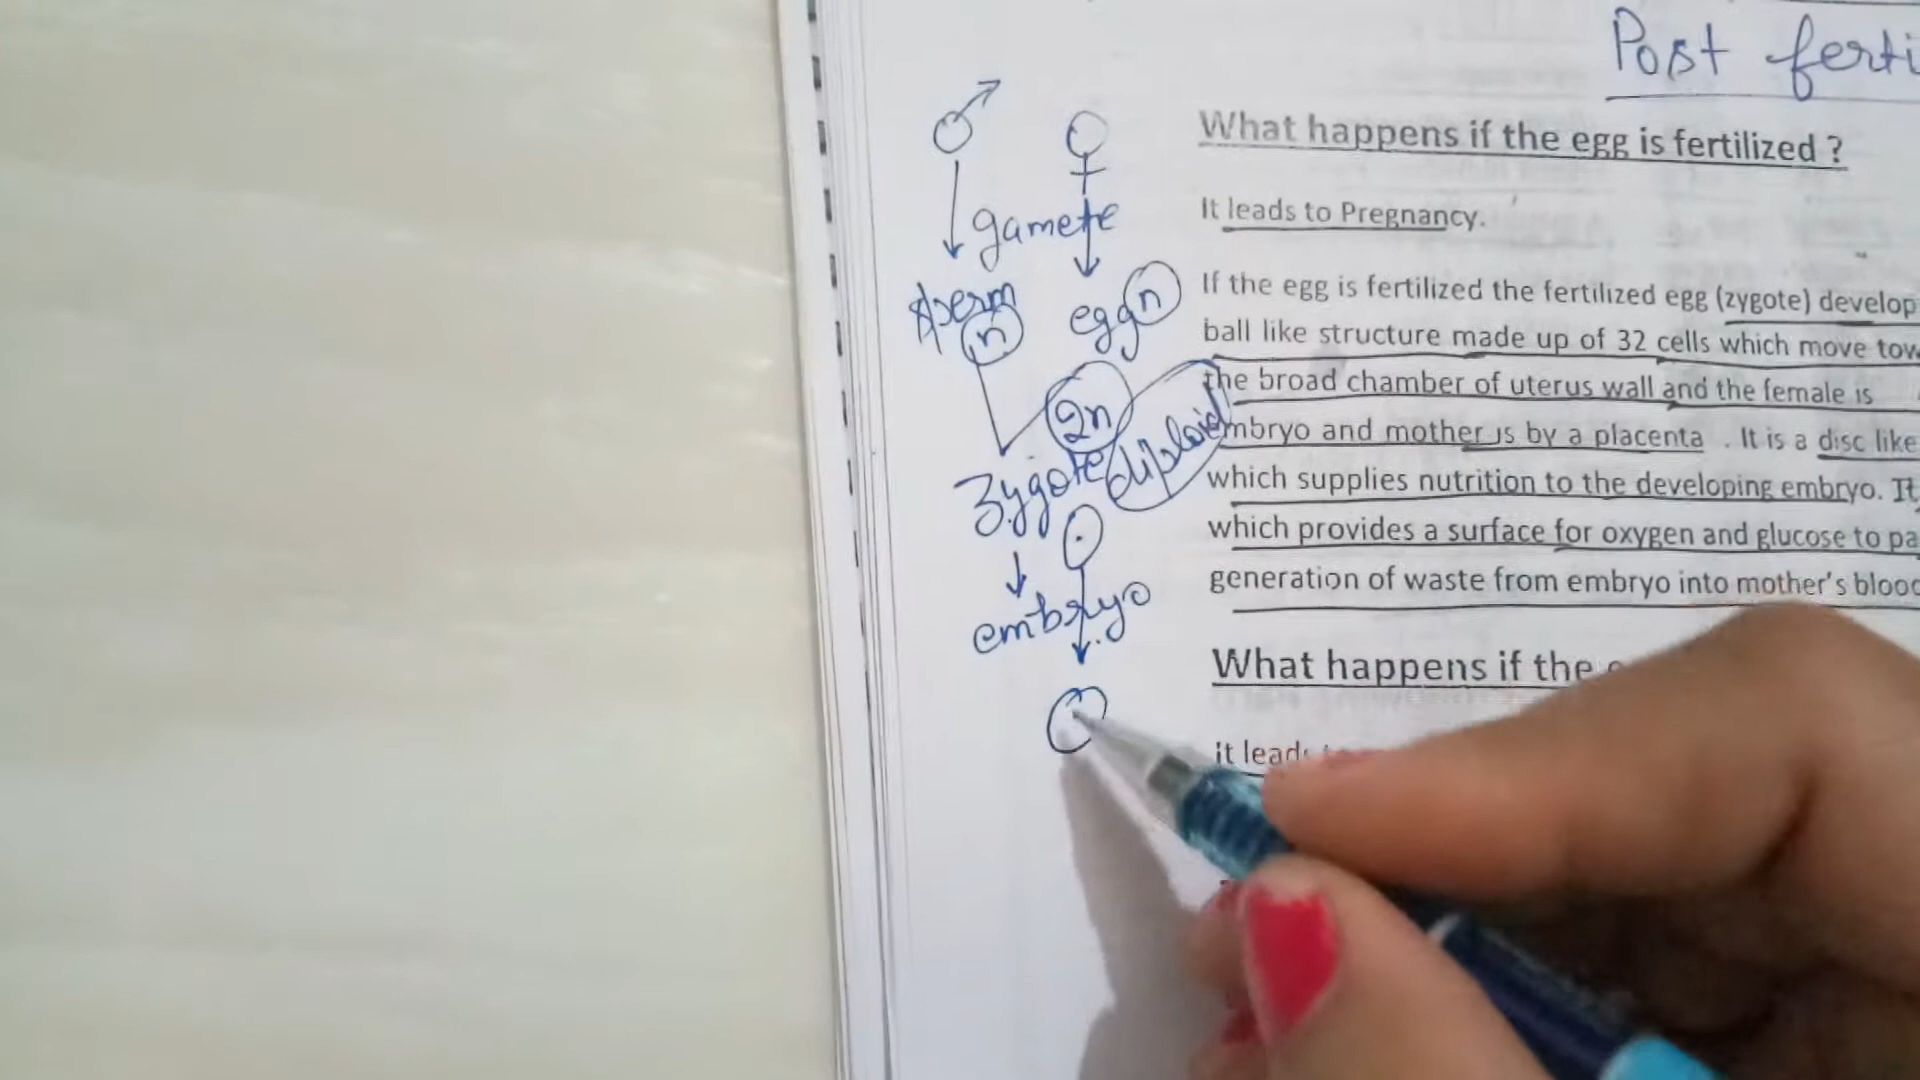 Post ferti
What happens if the egg is fertilized ?
It leads to Pregnancy.
If the egg is fertilized the fertilized egg (zygote) develop
ball like structure made up of 32 cells which move tow
the broad chamber of uterus wall and the female is
embryo and mother is by a placenta . It is a disc like
which supplies nutrition to the developing embryo. It
which provides a surface for oxygen and glucose to pa
generation of waste from embryo into mother's blood
What happens if the
it leads
♂ ♀
gamete
sperm
n
egg n
2n
diploid
Zygote
embryo